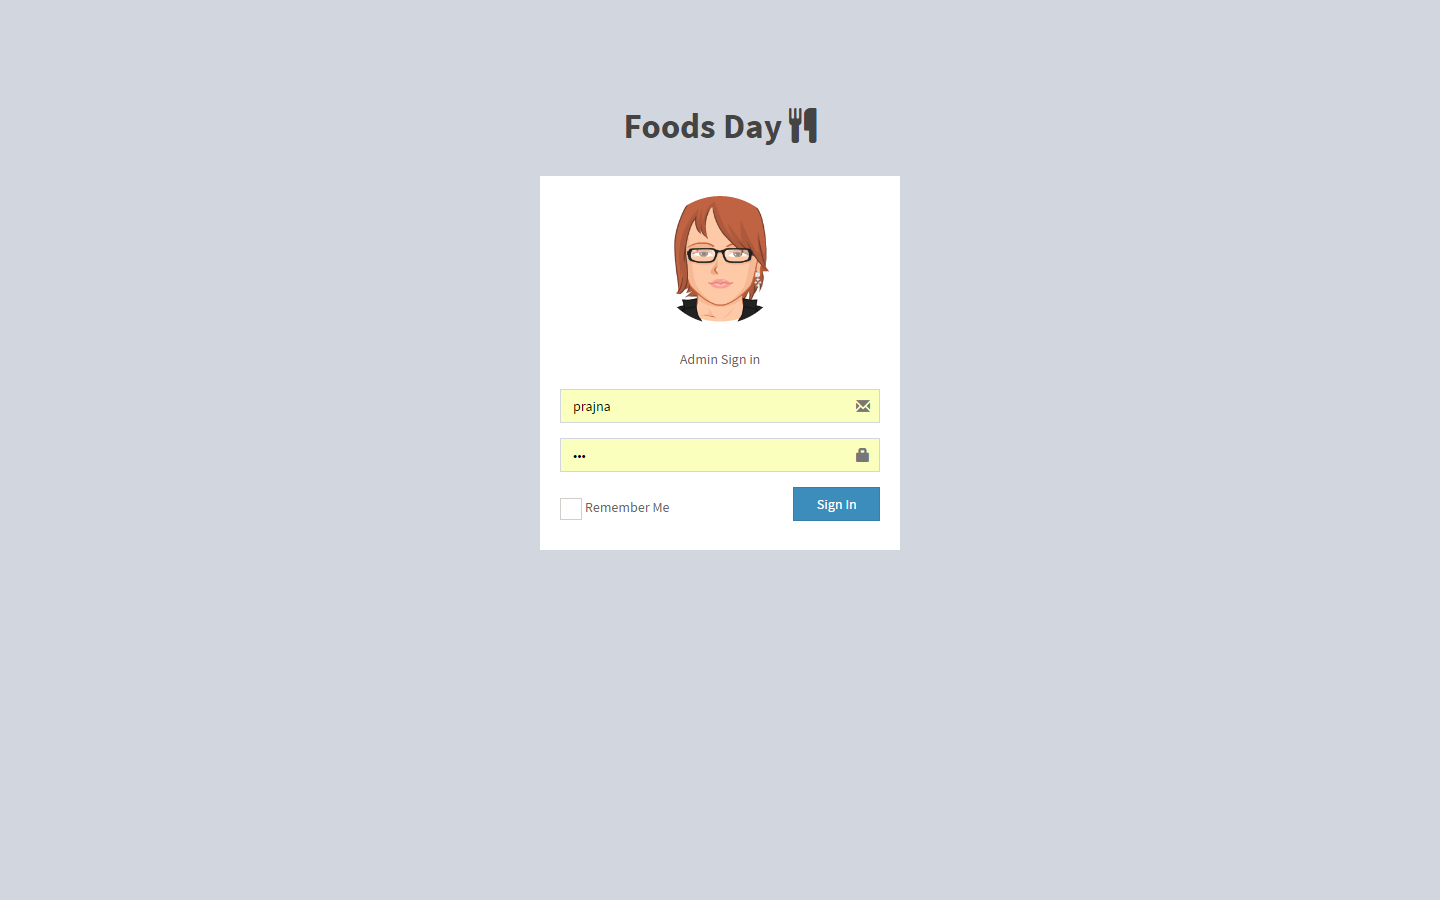 Foods Day
Admin Sign in
prajna
•••
Remember Me
Sign In